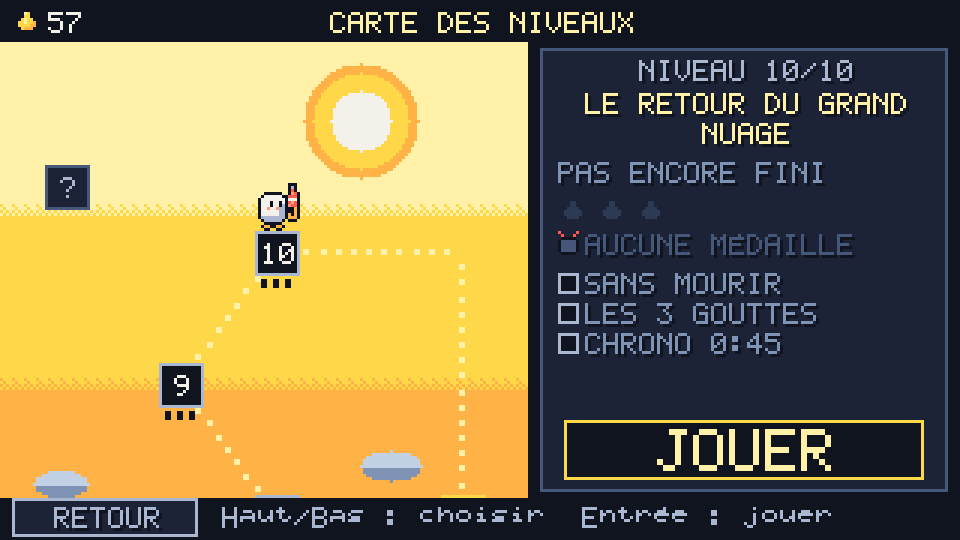 57
CARTE DES NIVEAUX
?
10
9
NIVEAU 10/10
LE RETOUR DU GRAND
NUAGE
PAS ENCORE FINI
AUCUNE MÉDAILLE
SANS MOURIR
LES 3 GOUTTES
CHRONO 0:45
JOUER
RETOUR
Haut/Bas : choisir
Entrée : jouer